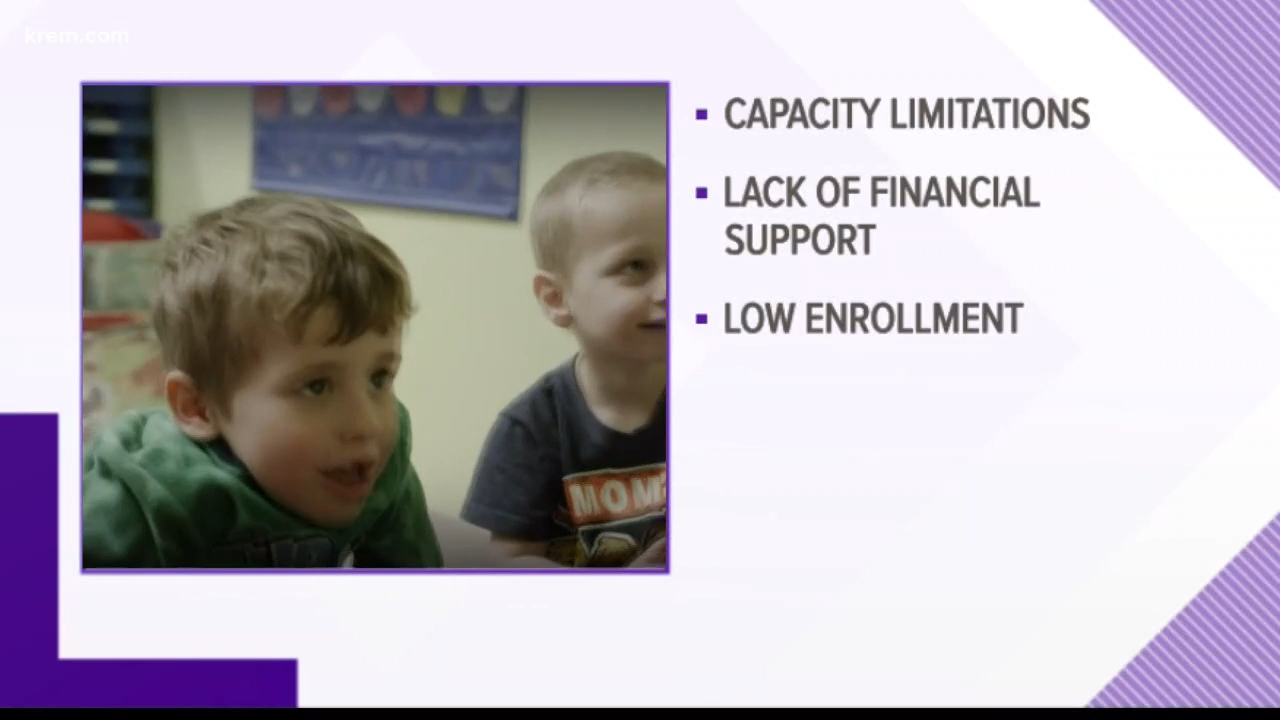 krem.com
CAPACITY LIMITATIONS
LACK OF FINANCIAL
SUPPORT
LOW ENROLLMENT
MOM